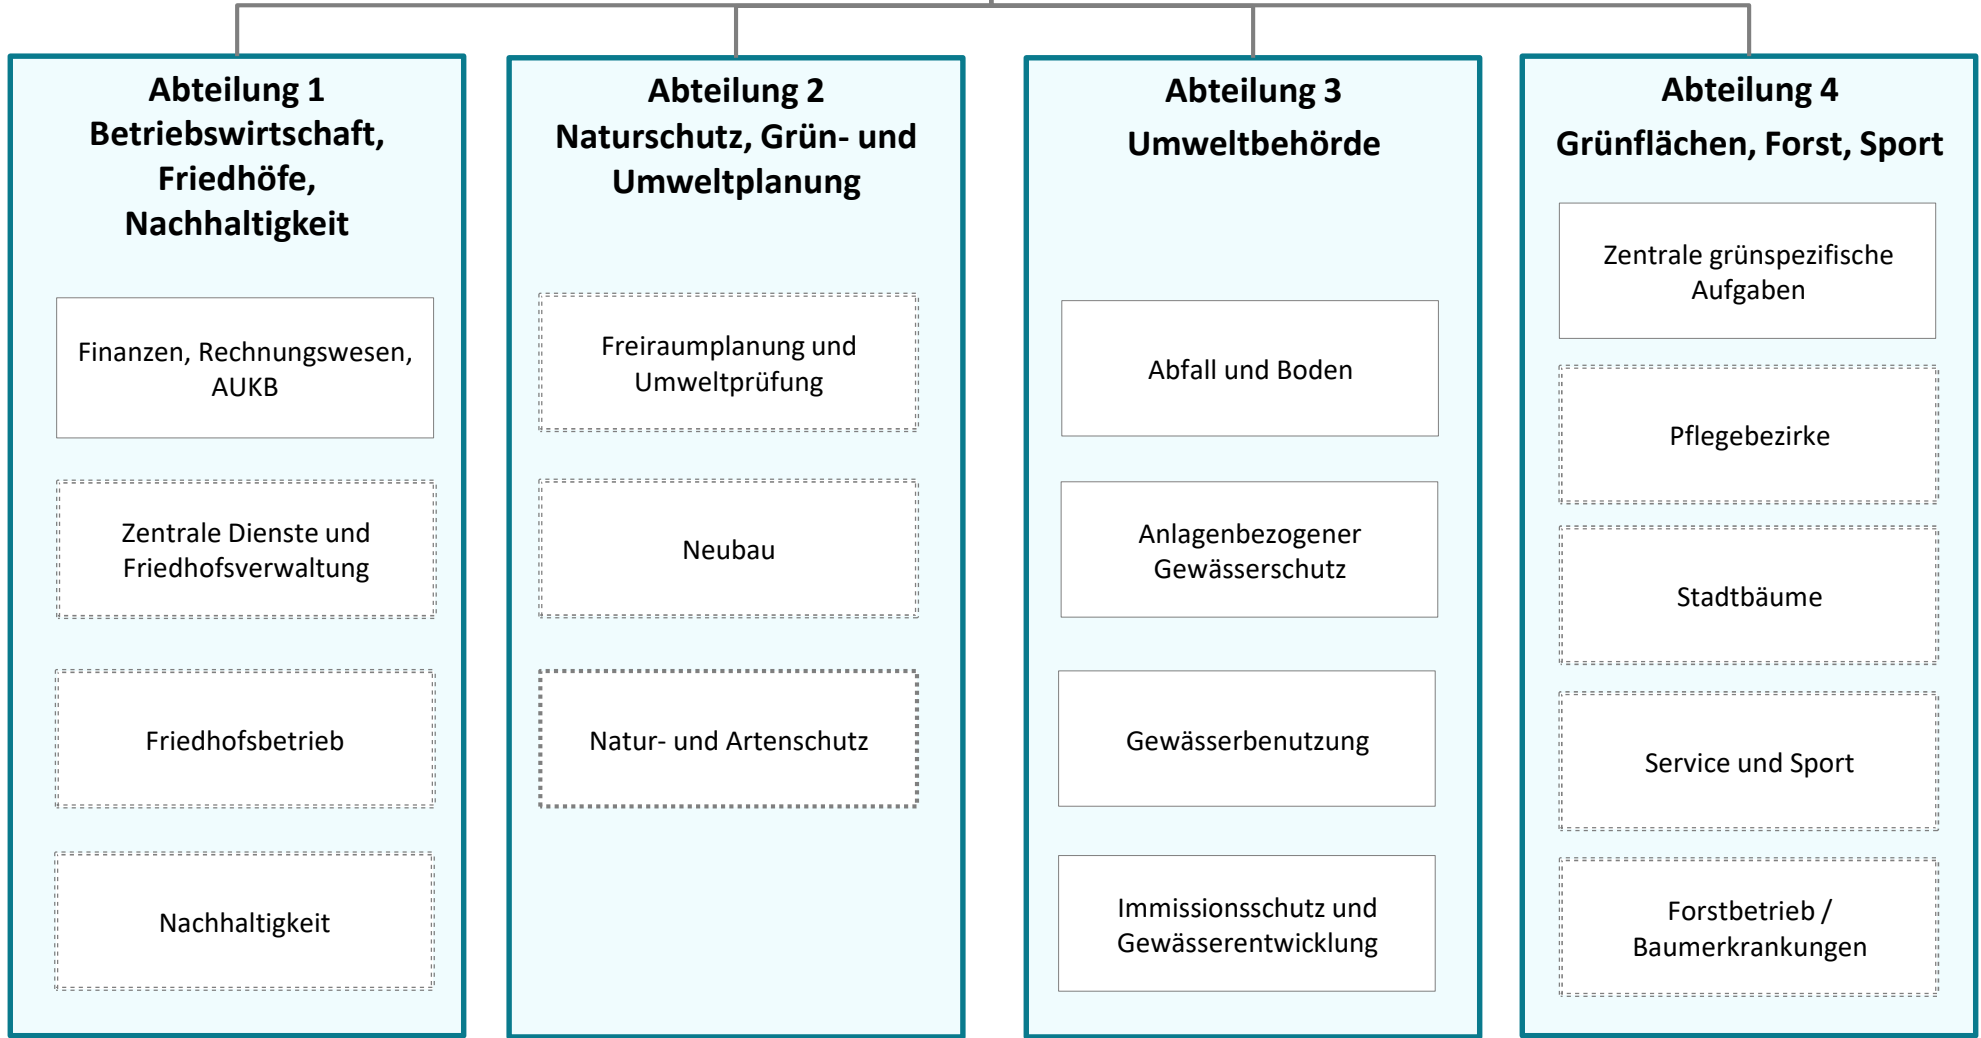 Abteilung 1
Betriebswirtschaft,
Friedhöfe,
Nachhaltigkeit
Finanzen, Rechnungswesen,
AUKB
Zentrale Dienste und
Friedhofsverwaltung
Friedhofsbetrieb
Nachhaltigkeit
Abteilung 2
Naturschutz, Grün- und
Umweltplanung
Freiraumplanung und
Umweltprüfung
Neubau
Natur- und Artenschutz
Abteilung 3
Umweltbehörde
Abfall und Boden
Anlagenbezogener
Gewässerschutz
Gewässerbenutzung
Immissionsschutz und
Gewässerentwicklung
Abteilung 4
Grünflächen, Forst, Sport
Zentrale grünspezifische
Aufgaben
Pflegebezirke
Stadtbäume
Service und Sport
Forstbetrieb /
Baumerkrankungen